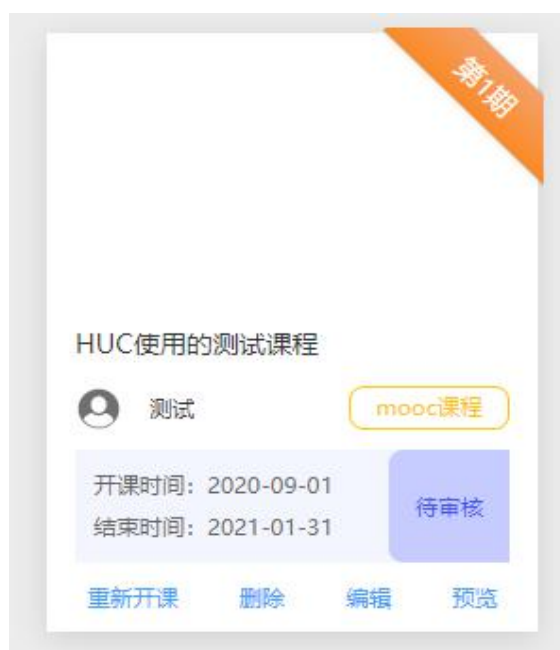 第1期
HUC使用的测试课程
测试
mooc课程
开课时间：2020-09-01
结束时间：2021-01-31
待审核
重新开课 删除 编辑 预览